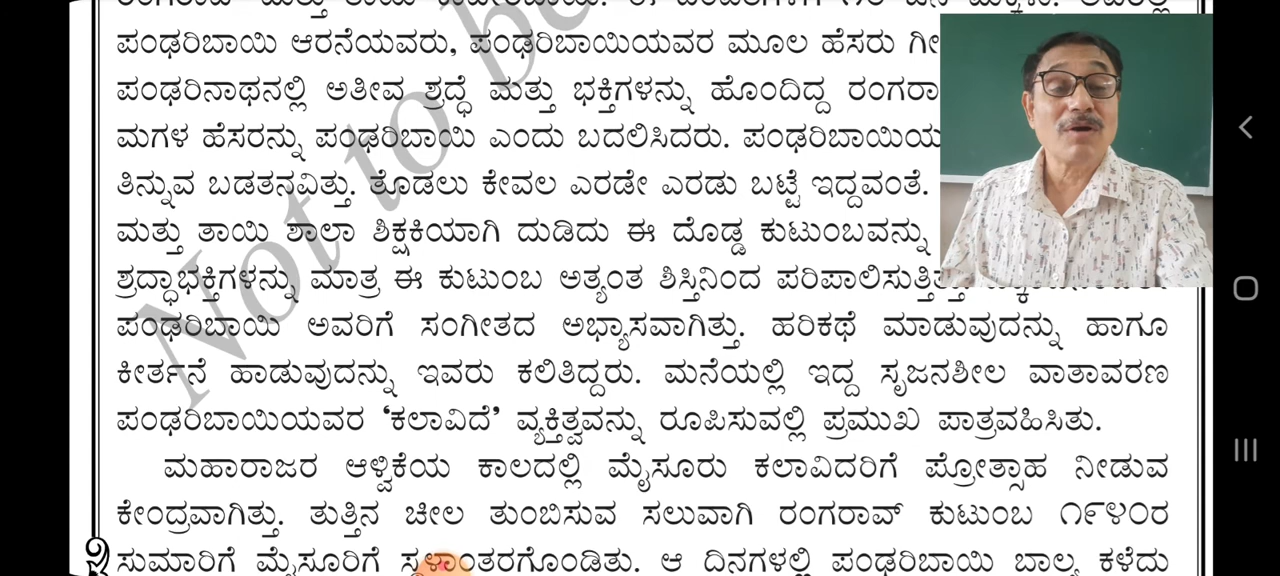 ಪಂಢರಿಬಾಯಿ ಆರನೆಯವರು, ಪಂಢರಿಬಾಯಿಯವರ ಮೂಲ ಹೆಸರು
ಪಂಢರಿನಾಥನಲ್ಲಿ ಅತೀವ ಶ್ರದ್ಧೆ ಮತ್ತು ಭಕ್ತಿಗಳನ್ನು ಹೊಂದಿದ್ದ
ಮಗಳ ಹೆಸರನ್ನು ಪಂಢರಿಬಾಯಿ ಎಂದು ಬದಲಿಸಿದರು.
ತಿನ್ನುವ ಬಡತನವಿತ್ತು. ತೊಡಲು ಕೇವಲ ಎರಡೇ ಎರಡು ಬಟ್ಟೆ ಇದ್ದವಂತೆ.
ಮತ್ತು ತಾಯಿ ಶಾಲಾ ಶಿಕ್ಷಕಿಯಾಗಿ ದುಡಿದು ಈ ದೊಡ್ಡ ಕುಟುಂಬವನ್ನು
ಶ್ರದ್ಧಾಭಕ್ತಿಗಳನ್ನು ಮಾತ್ರ ಈ ಕುಟುಂಬ ಅತ್ಯಂತ ಶಿಸ್ತಿನಿಂದ
ಪಂಢರಿಬಾಯಿ ಅವರಿಗೆ ಸಂಗೀತದ ಅಭ್ಯಾಸವಾಗಿತ್ತು. ಹರಿಕಥೆ ಮಾಡುವುದನ್ನು ಹಾಗೂ
ಕೀರ್ತನೆ ಹಾಡುವುದನ್ನು ಇವರು ಕಲಿತಿದ್ದರು. ಮನೆಯಲ್ಲಿ ಇದ್ದ ಸೃಜನಶೀಲ ವಾತಾವರಣ
ಪಂಢರಿಬಾಯಿಯವರ ‘ಕಲಾವಿದೆ’ ವ್ಯಕ್ತಿತ್ವವನ್ನು ರೂಪಿಸುವಲ್ಲಿ ಪ್ರಮುಖ ಪಾತ್ರವಹಿಸಿತು.
ಮಹಾರಾಜರ ಆಳ್ವಿಕೆಯ ಕಾಲದಲ್ಲಿ ಮೈಸೂರು ಕಲಾವಿದರಿಗೆ ಪ್ರೋತ್ಸಾಹ ನೀಡುವ
ಕೇಂದ್ರವಾಗಿತ್ತು. ತುತ್ತಿನ ಚೀಲ ತುಂಬಿಸುವ ಸಲುವಾಗಿ ರಂಗರಾವ್ ಕುಟುಂಬ ೧೯೪೦ರ
ಸುಮಾರಿಗೆ ಮೈಸೂರಿಗೆ ಸ್ಥಳಾಂತರಗೊಂಡಿತು. ಆ ದಿನಗಳಲ್ಲಿ ಪಂಢರಿಬಾಯಿ ಬಾಲ್ಯ ಕಳೆದು
Not to be